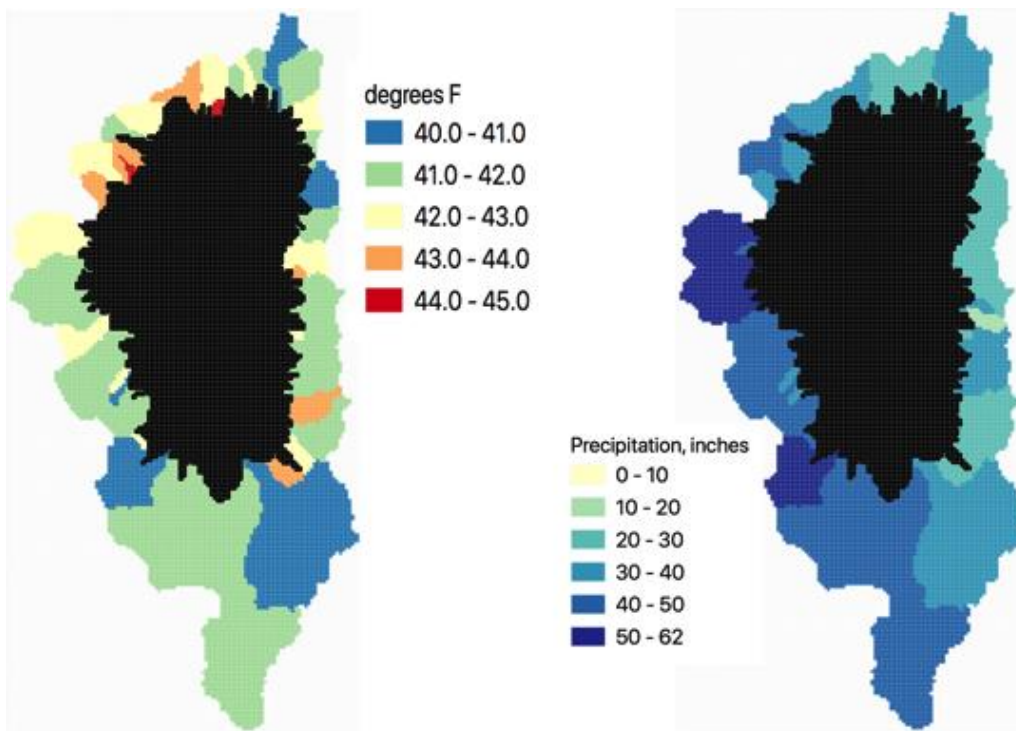 degrees F
40.0 - 41.0
41.0 - 42.0
42.0 - 43.0
43.0 - 44.0
44.0 - 45.0
Precipitation, inches
0 - 10
10 - 20
20 - 30
30 - 40
40 - 50
50 - 62